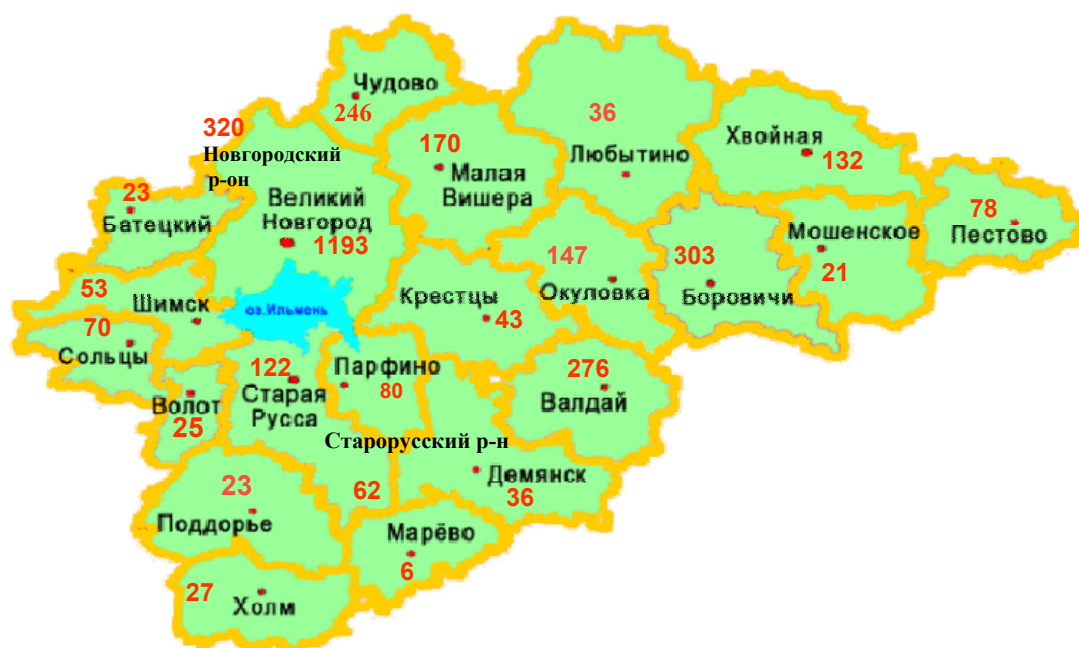 Чудово
246
320
Новгородский
р-он
36
Любытино
170
Малая
Вишера
Хвойная
132
23
Батецкий
Великий
Новгород
1193
78
Пестово
Мошенское
21
147
Окуловка
303
Боровичи
53
Шимск
оз.Ильмень
Крестцы
43
70
Сольцы
122
Старая
Русса
Парфино
80
276
Валдай
Волот
25
Старорусский р-н
62
Демянск
36
23
Поддорье
Марёво
6
27
Холм